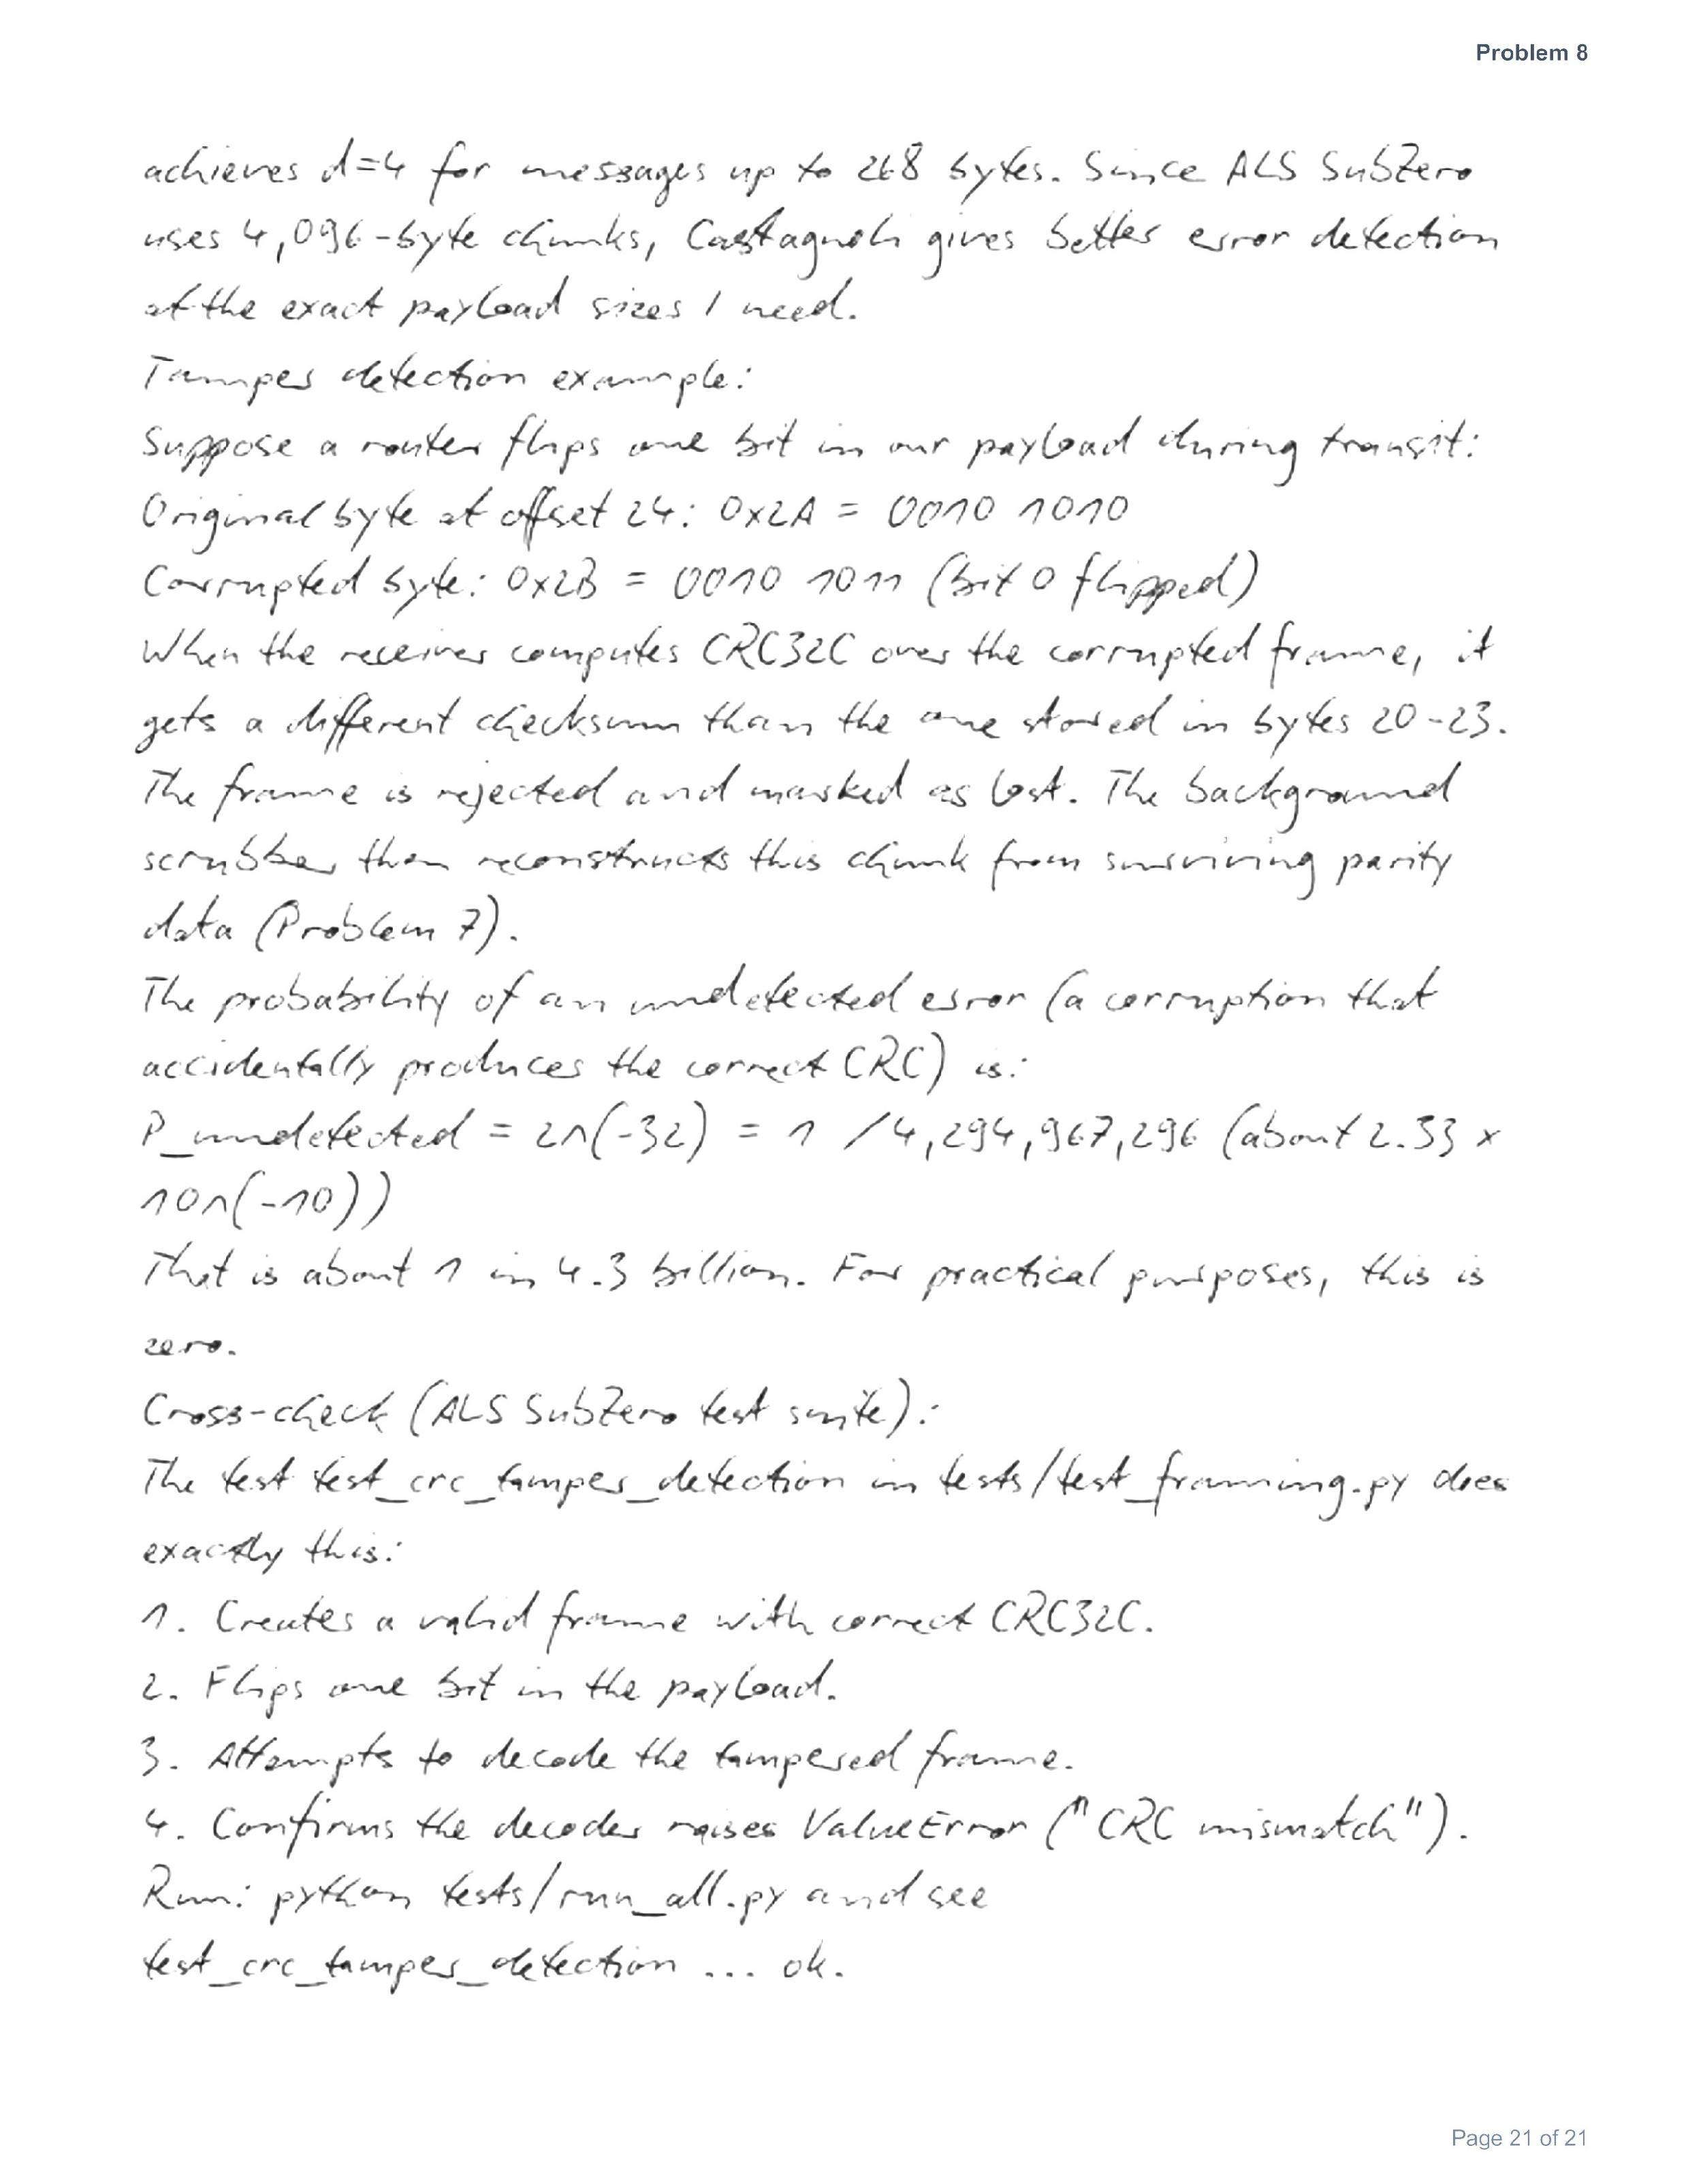 Problem 8
achieves d=4 for messages up to 268 bytes. Since ALS SubZero
uses 4,096-byte chunks, Castagnoli gives better error detection
at the exact payload sizes I need.
Tamper detection example:
Suppose a router flips one bit in our payload during transit:
Original byte at offset 24: 0x2A = 0010 1010
Corrupted byte: 0x2B = 0010 1011 (bit 0 flipped)
When the receiver computes CRC32C over the corrupted frame, it
gets a different checksum than the one stored in bytes 20-23.
The frame is rejected and marked as lost. The background
scrubber then reconstructs this chunk from surviving parity
data (Problem 7).
The probability of an undetected error (a corruption that
accidentally produces the correct CRC) is:
P_undetected = 2^(-32) = 1 / 4,294,967,296 (about 2.33 x
10^(-10))
That is about 1 in 4.3 billion. For practical purposes, this is
zero.
Cross-check (ALS SubZero test suite):
The test test_crc_tamper_detection in tests/test_framing.py does
exactly this:
1. Creates a valid frame with correct CRC32C.
2. Flips one bit in the payload.
3. Attempts to decode the tampered frame.
4. Confirms the decoder raises ValueError ("CRC mismatch").
Run: python tests/run_all.py and see
test_crc_tamper_detection ... ok.
Page 21 of 21